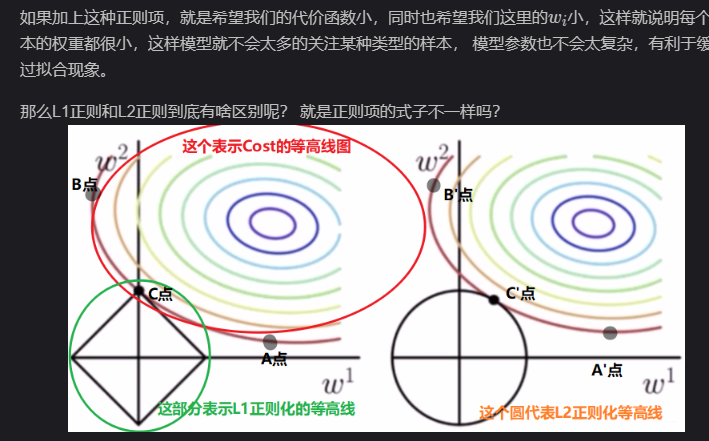 如果加上这种正则项，就是希望我们的代价函数小，同时也希望我们这里的wᵢ小，这样就说明每个
本的权重都很小，这样模型就不会太多的关注某种类型的样本， 模型参数也不会太复杂，有利于缓
过拟合现象。
那么L1正则和L2正则到底有啥区别呢？ 就是正则项的式子不一样吗？
这个表示Cost的等高线图
w²
w²
B点
B'点
C点
C'点
A点
A'点
w¹
w¹
这部分表示L1正则化的等高线
这个圆代表L2正则化等高线